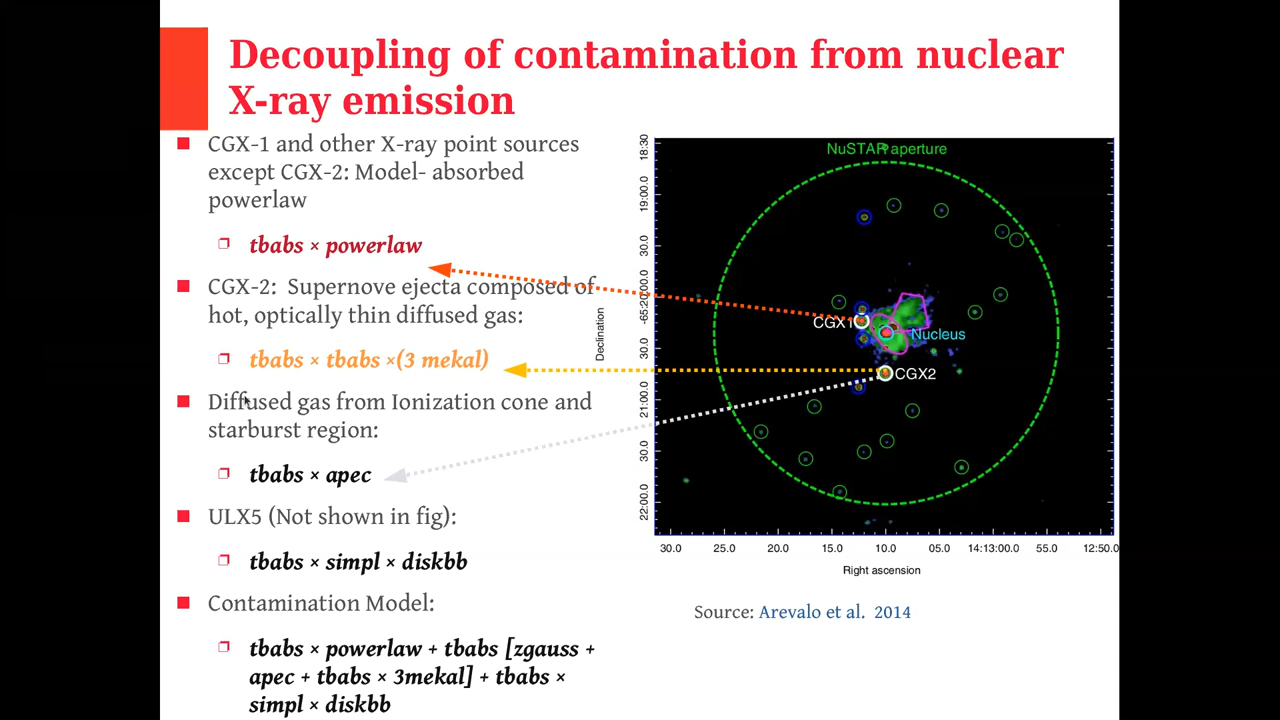 Decoupling of contamination from nuclear
X-ray emission
CGX-1 and other X-ray point sources
except CGX-2: Model- absorbed
powerlaw
tbabs × powerlaw
CGX-2: Supernove ejecta composed of
hot, optically thin diffused gas:
tbabs × tbabs ×(3 mekal)
Diffused gas from Ionization cone and
starburst region:
tbabs × apec
ULX5 (Not shown in fig):
tbabs × simpl × diskbb
Contamination Model:
tbabs × powerlaw + tbabs [zgauss +
apec + tbabs × 3mekal] + tbabs ×
simpl × diskbb
NuSTAR aperture
CGX1
Nucleus
CGX2
Declination
18:30
19:00.0
30.0
-65:20:00.0
30.0
21:00.0
30.0
22:00.0
30.0 25.0 20.0 15.0 10.0 05.0 14:13:00.0 55.0 12:50.0
Right ascension
Source: Arevalo et al. 2014